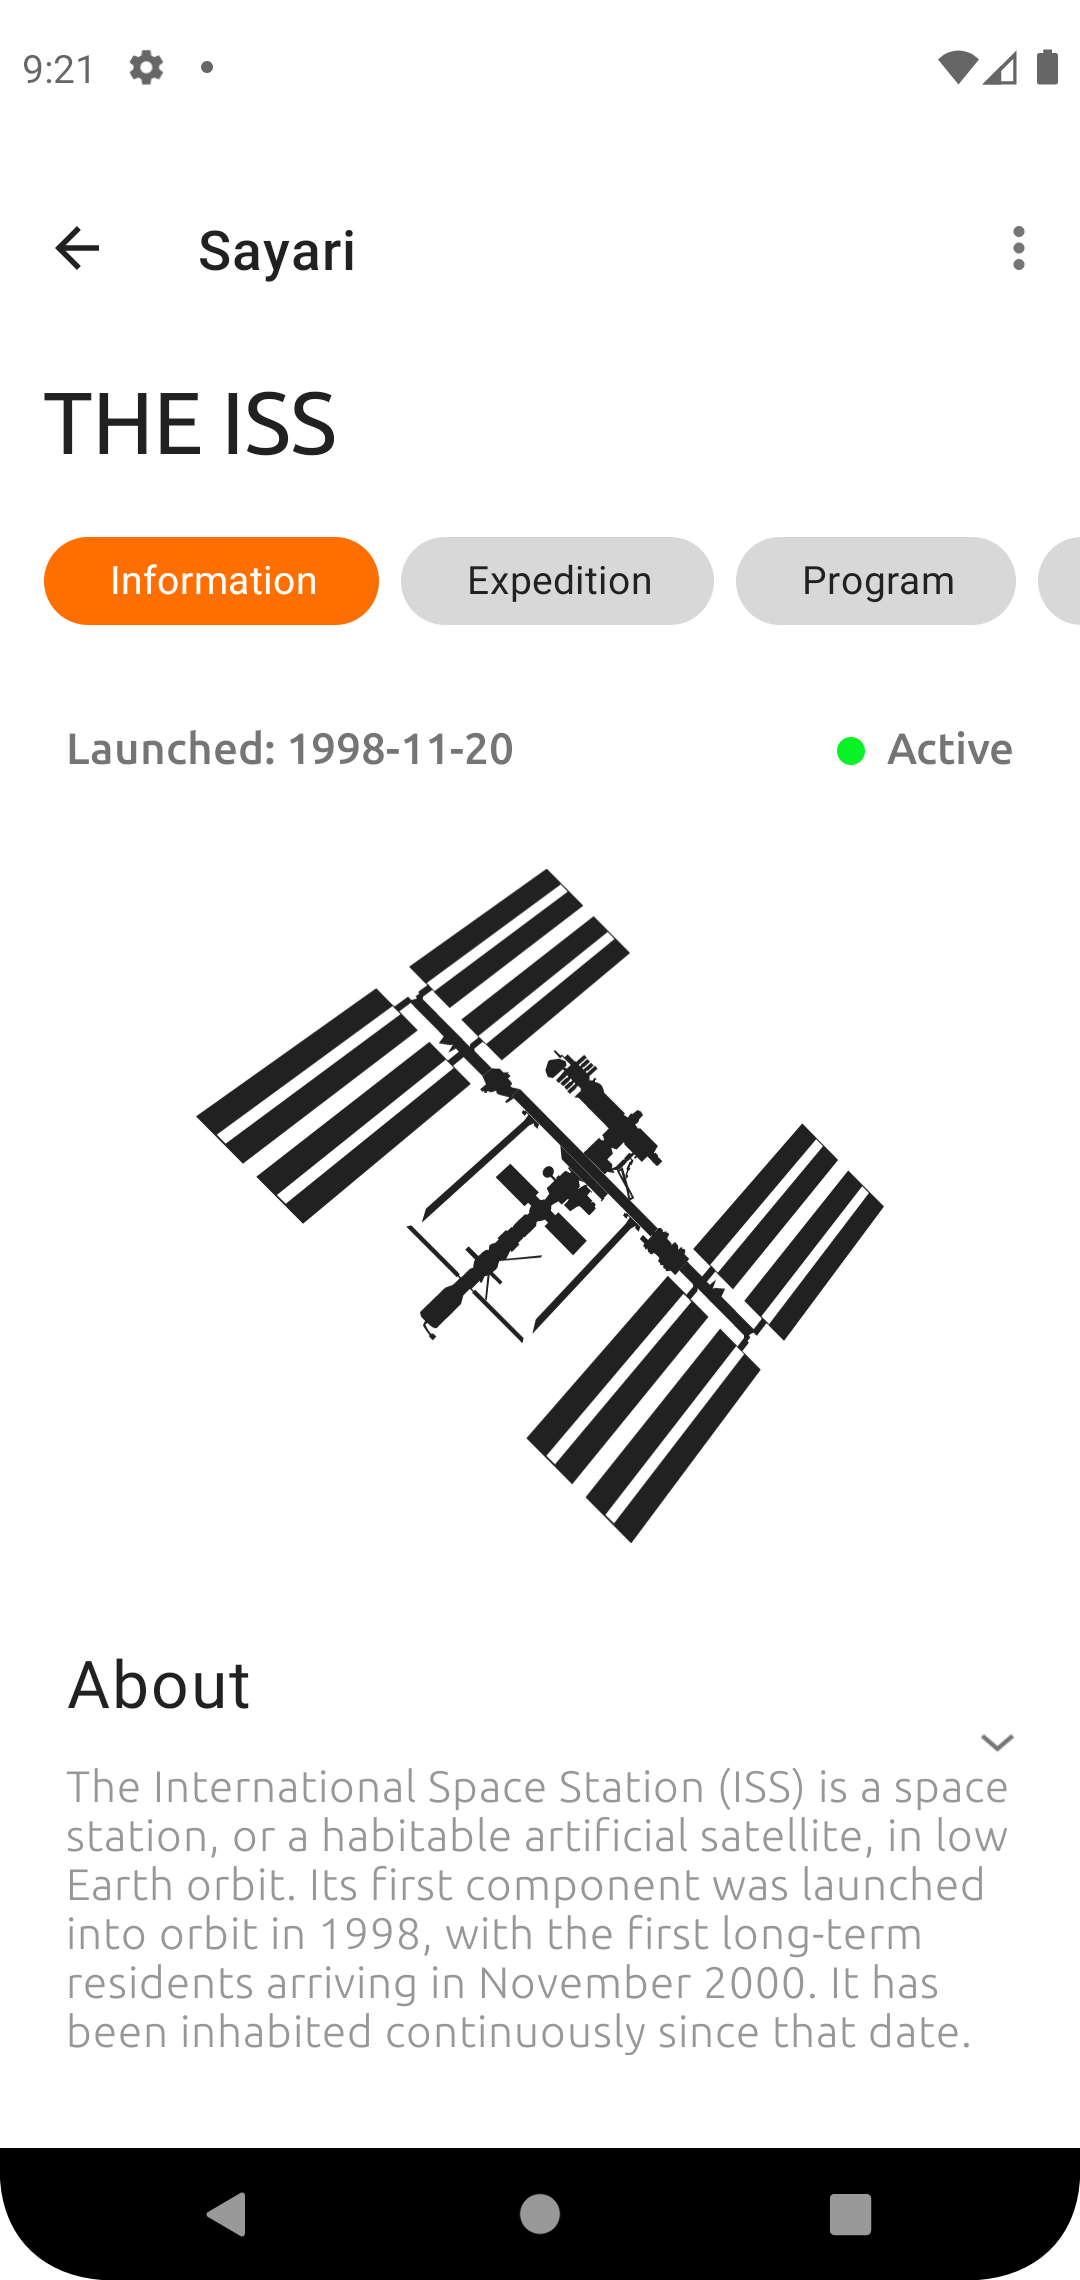 9:21
Sayari
THE ISS
Information Expedition Program
Launched: 1998-11-20 Active
About
The International Space Station (ISS) is a space
station, or a habitable artificial satellite, in low
Earth orbit. Its first component was launched
into orbit in 1998, with the first long-term
residents arriving in November 2000. It has
been inhabited continuously since that date.